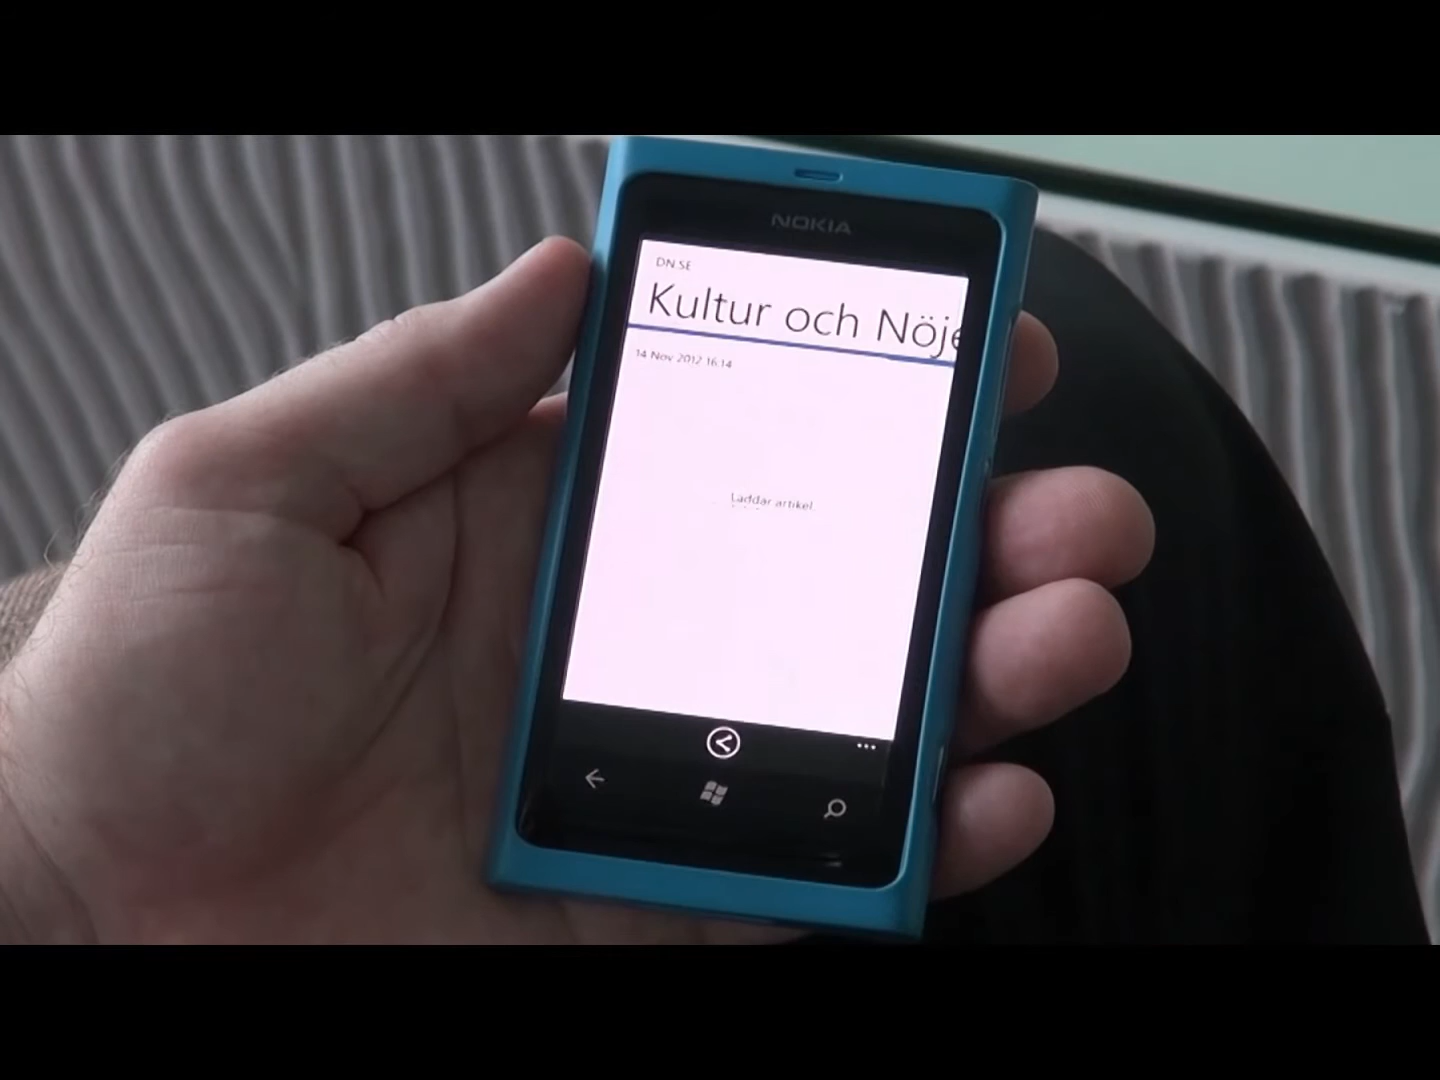 NOKIA
DN.SE
Kultur och Nöje
14 Nov 2012 16:14
Laddar artikel